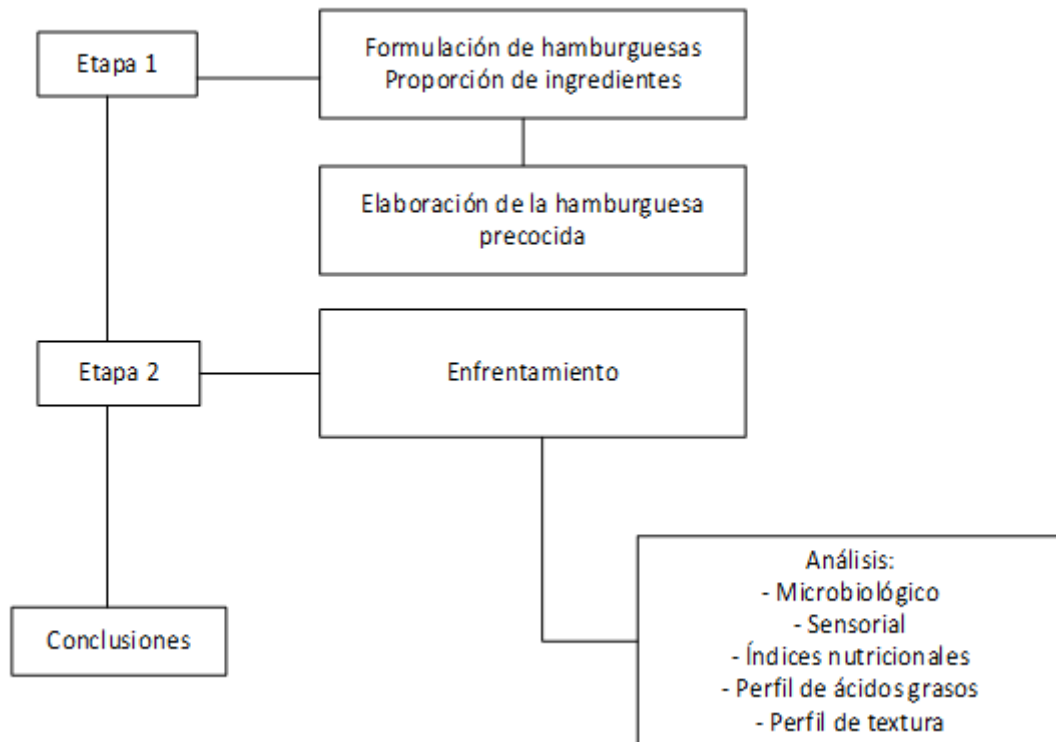 Etapa 1
Formulación de hamburguesas
Proporción de ingredientes
Elaboración de la hamburguesa
precocida
Etapa 2
Enfrentamiento
Análisis:
- Microbiológico
- Sensorial
- Índices nutricionales
- Perfil de ácidos grasos
- Perfil de textura
Conclusiones